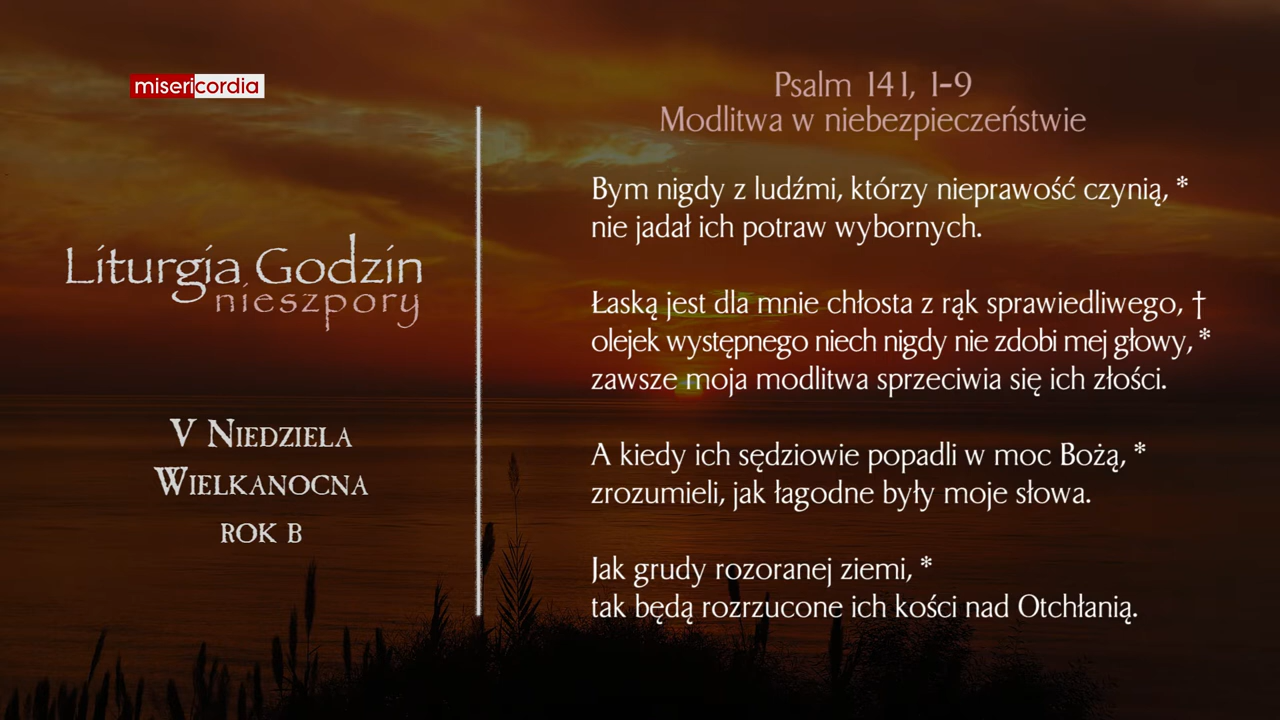 misericordia
Liturgia Godzin
nieszpory
V Niedziela
Wielkanocna
rok B
Psalm 141, 1-9
Modlitwa w niebezpieczeństwie
Bym nigdy z ludźmi, którzy nieprawość czynią, *
nie jadał ich potraw wybornych.
Łaską jest dla mnie chłosta z rąk sprawiedliwego, †
olejek występnego niech nigdy nie zdobi mej głowy, *
zawsze moja modlitwa sprzeciwia się ich złości.
A kiedy ich sędziowie popadli w moc Bożą, *
zrozumieli, jak łagodne były moje słowa.
Jak grudy rozoranej ziemi, *
tak będą rozrzucone ich kości nad Otchłanią.